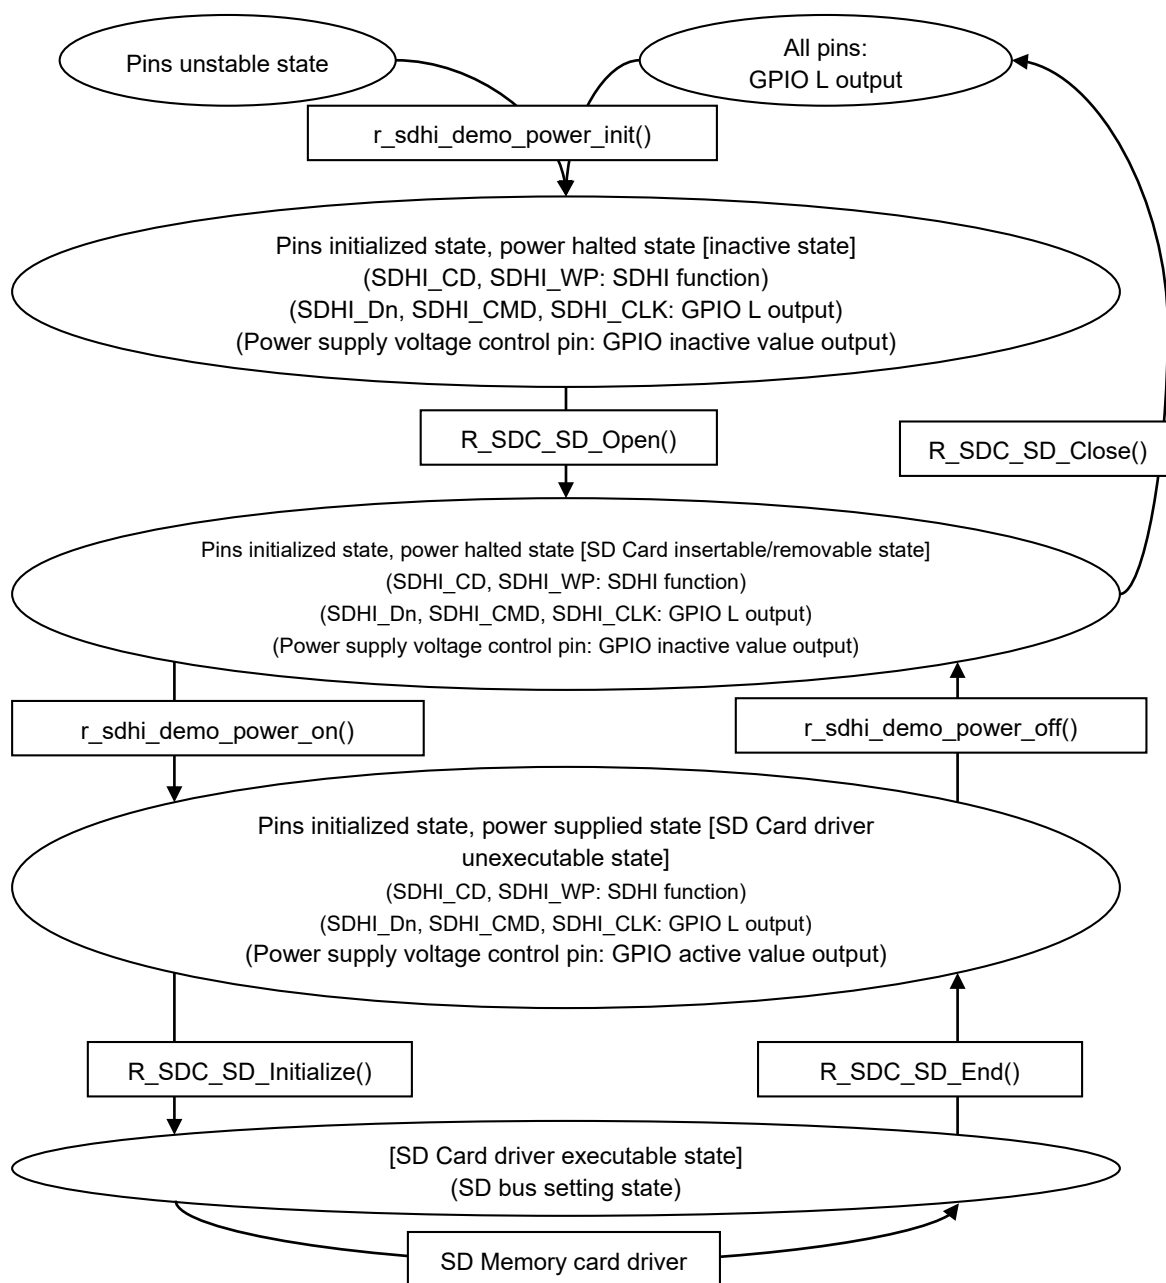 Pins unstable state
All pins:
GPIO L output
r_sdhi_demo_power_init()
Pins initialized state, power halted state [inactive state]
(SDHI_CD, SDHI_WP: SDHI function)
(SDHI_Dn, SDHI_CMD, SDHI_CLK: GPIO L output)
(Power supply voltage control pin: GPIO inactive value output)
R_SDC_SD_Open()
R_SDC_SD_Close()
Pins initialized state, power halted state [SD Card insertable/removable state]
(SDHI_CD, SDHI_WP: SDHI function)
(SDHI_Dn, SDHI_CMD, SDHI_CLK: GPIO L output)
(Power supply voltage control pin: GPIO inactive value output)
r_sdhi_demo_power_on()
r_sdhi_demo_power_off()
Pins initialized state, power supplied state [SD Card driver
unexecutable state]
(SDHI_CD, SDHI_WP: SDHI function)
(SDHI_Dn, SDHI_CMD, SDHI_CLK: GPIO L output)
(Power supply voltage control pin: GPIO active value output)
R_SDC_SD_Initialize()
R_SDC_SD_End()
[SD Card driver executable state]
(SD bus setting state)
SD Memory card driver